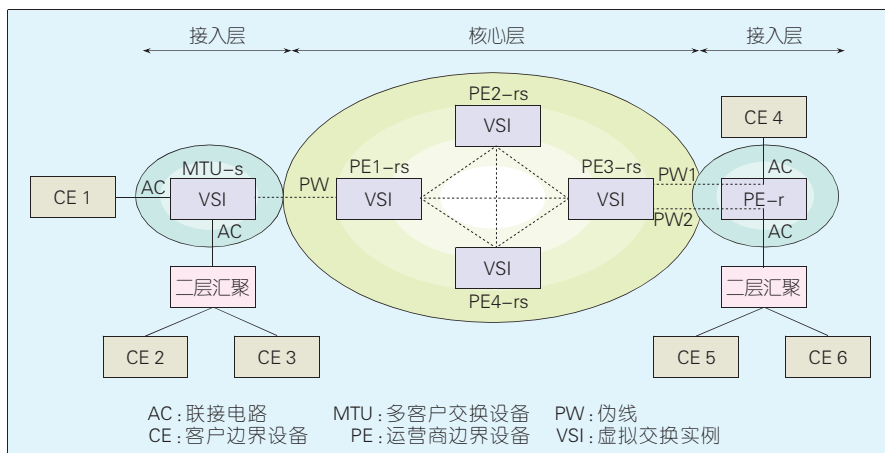 接入层 核心层 接入层
PE2-rs
VSI
CE 4
MTU-s PE1-rs PE3-rs PW1 AC
CE 1 AC VSI PW VSI VSI PE-r
PW2
AC VSI AC
二层汇聚 PE4-rs 二层汇聚
CE 2 CE 3 CE 5 CE 6
AC:联接电路 MTU:多客户交换设备 PW:伪线
CE:客户边界设备 PE:运营商边界设备 VSI:虚拟交换实例